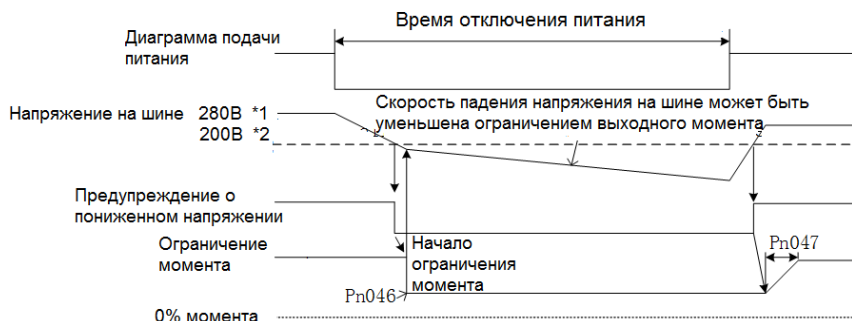 Время отключения питания
Диаграмма подачи
питания
Напряжение на шине 280В *1
200В *2
Скорость падения напряжения на шине может быть
уменьшена ограничением выходного момента
Предупреждение о
пониженном напряжении
Ограничение
момента
Начало
ограничения
момента
Pn047
Pn046
0% момента